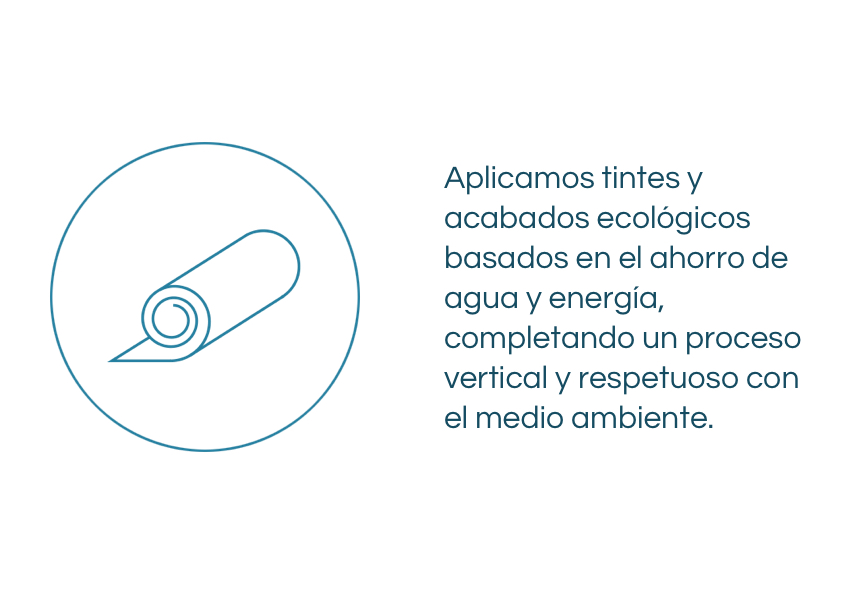 Aplicamos tintes y
acabados ecológicos
basados en el ahorro de
agua y energía,
completando un proceso
vertical y respetuoso con
el medio ambiente.